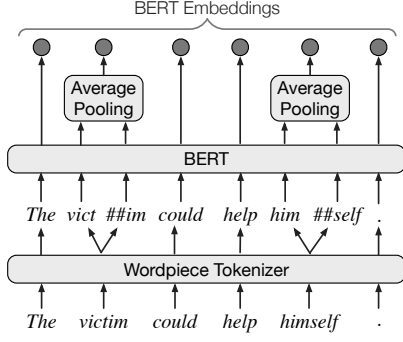 BERT Embeddings
Average Pooling Average Pooling
BERT
The vict ##im could help him ##self .
Wordpiece Tokenizer
The victim could help himself .